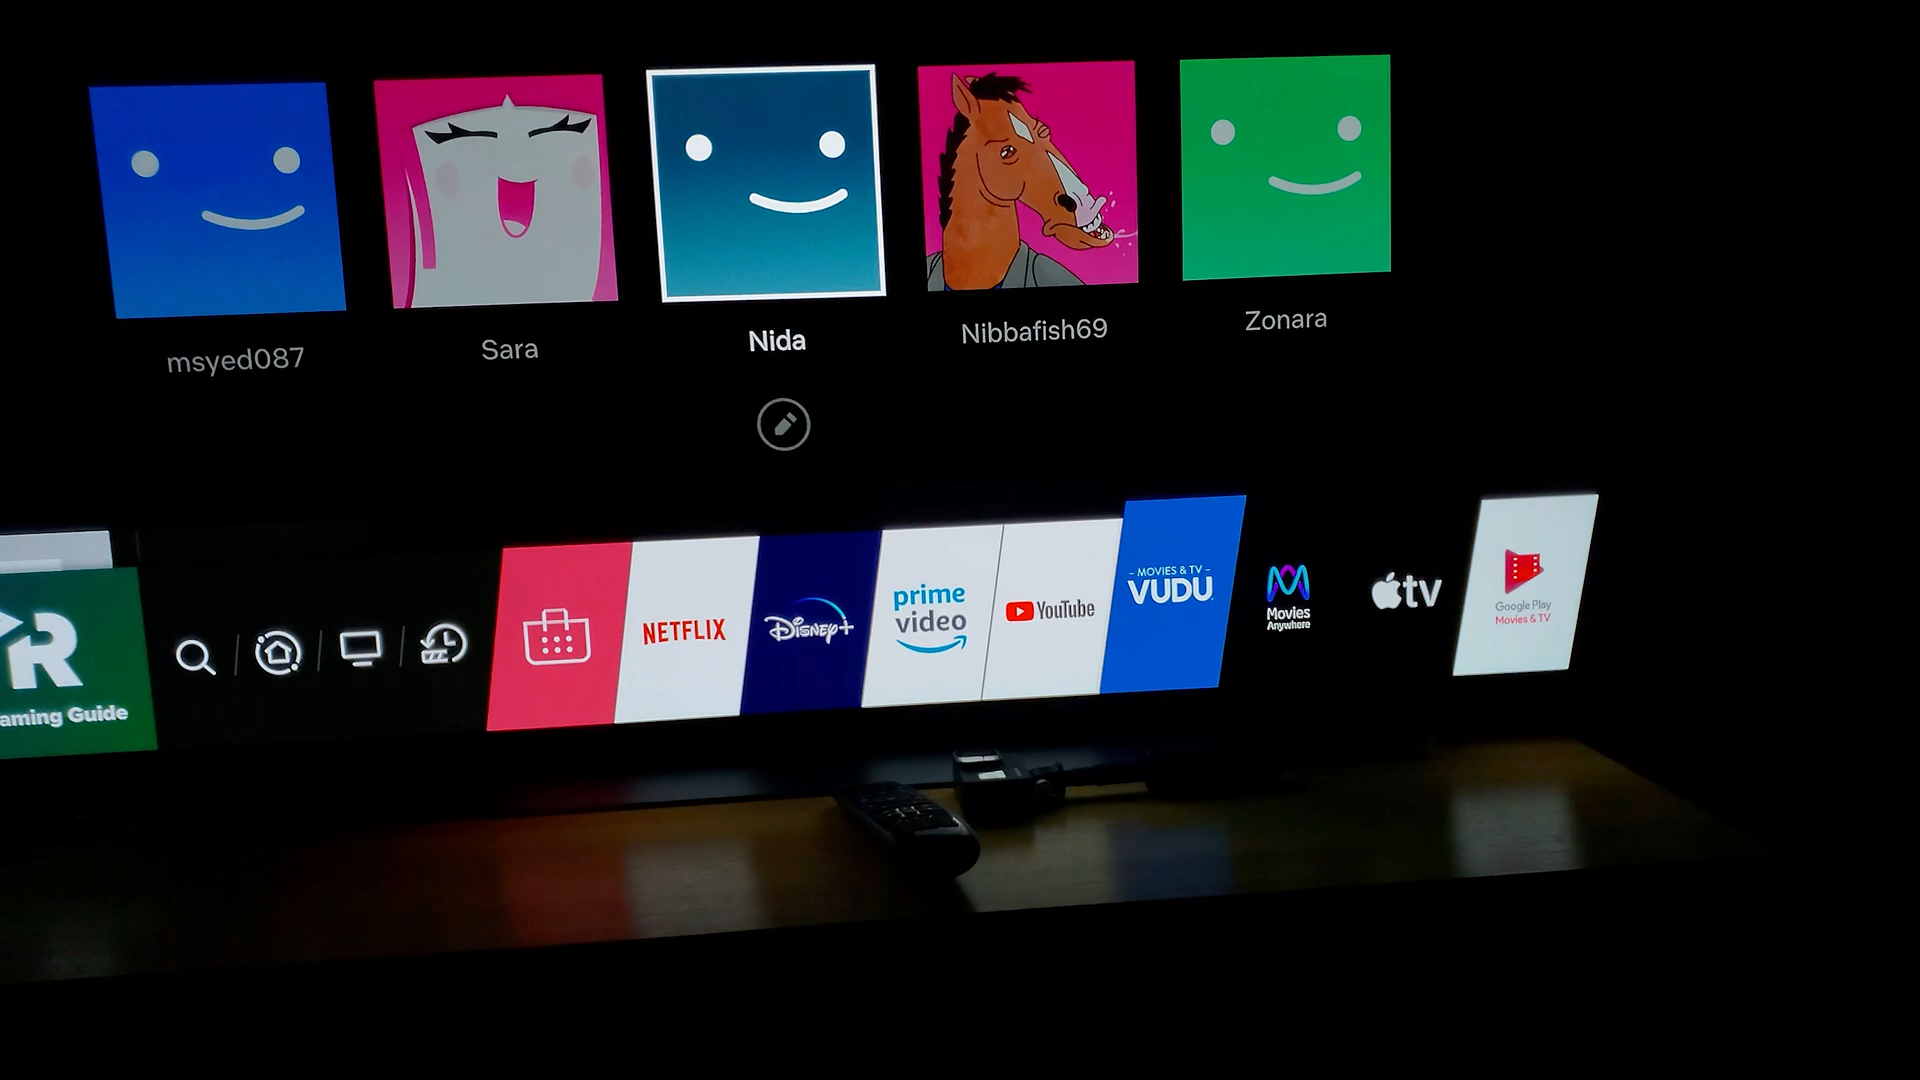 msyed087
Sara
Nida
Nibbafish69
Zonara
R
aming Guide
NETFLIX
Disney+
prime
video
YouTube
- MOVIES & TV -
VUDU
Movies
Anywhere
tv
Google Play
Movies & TV